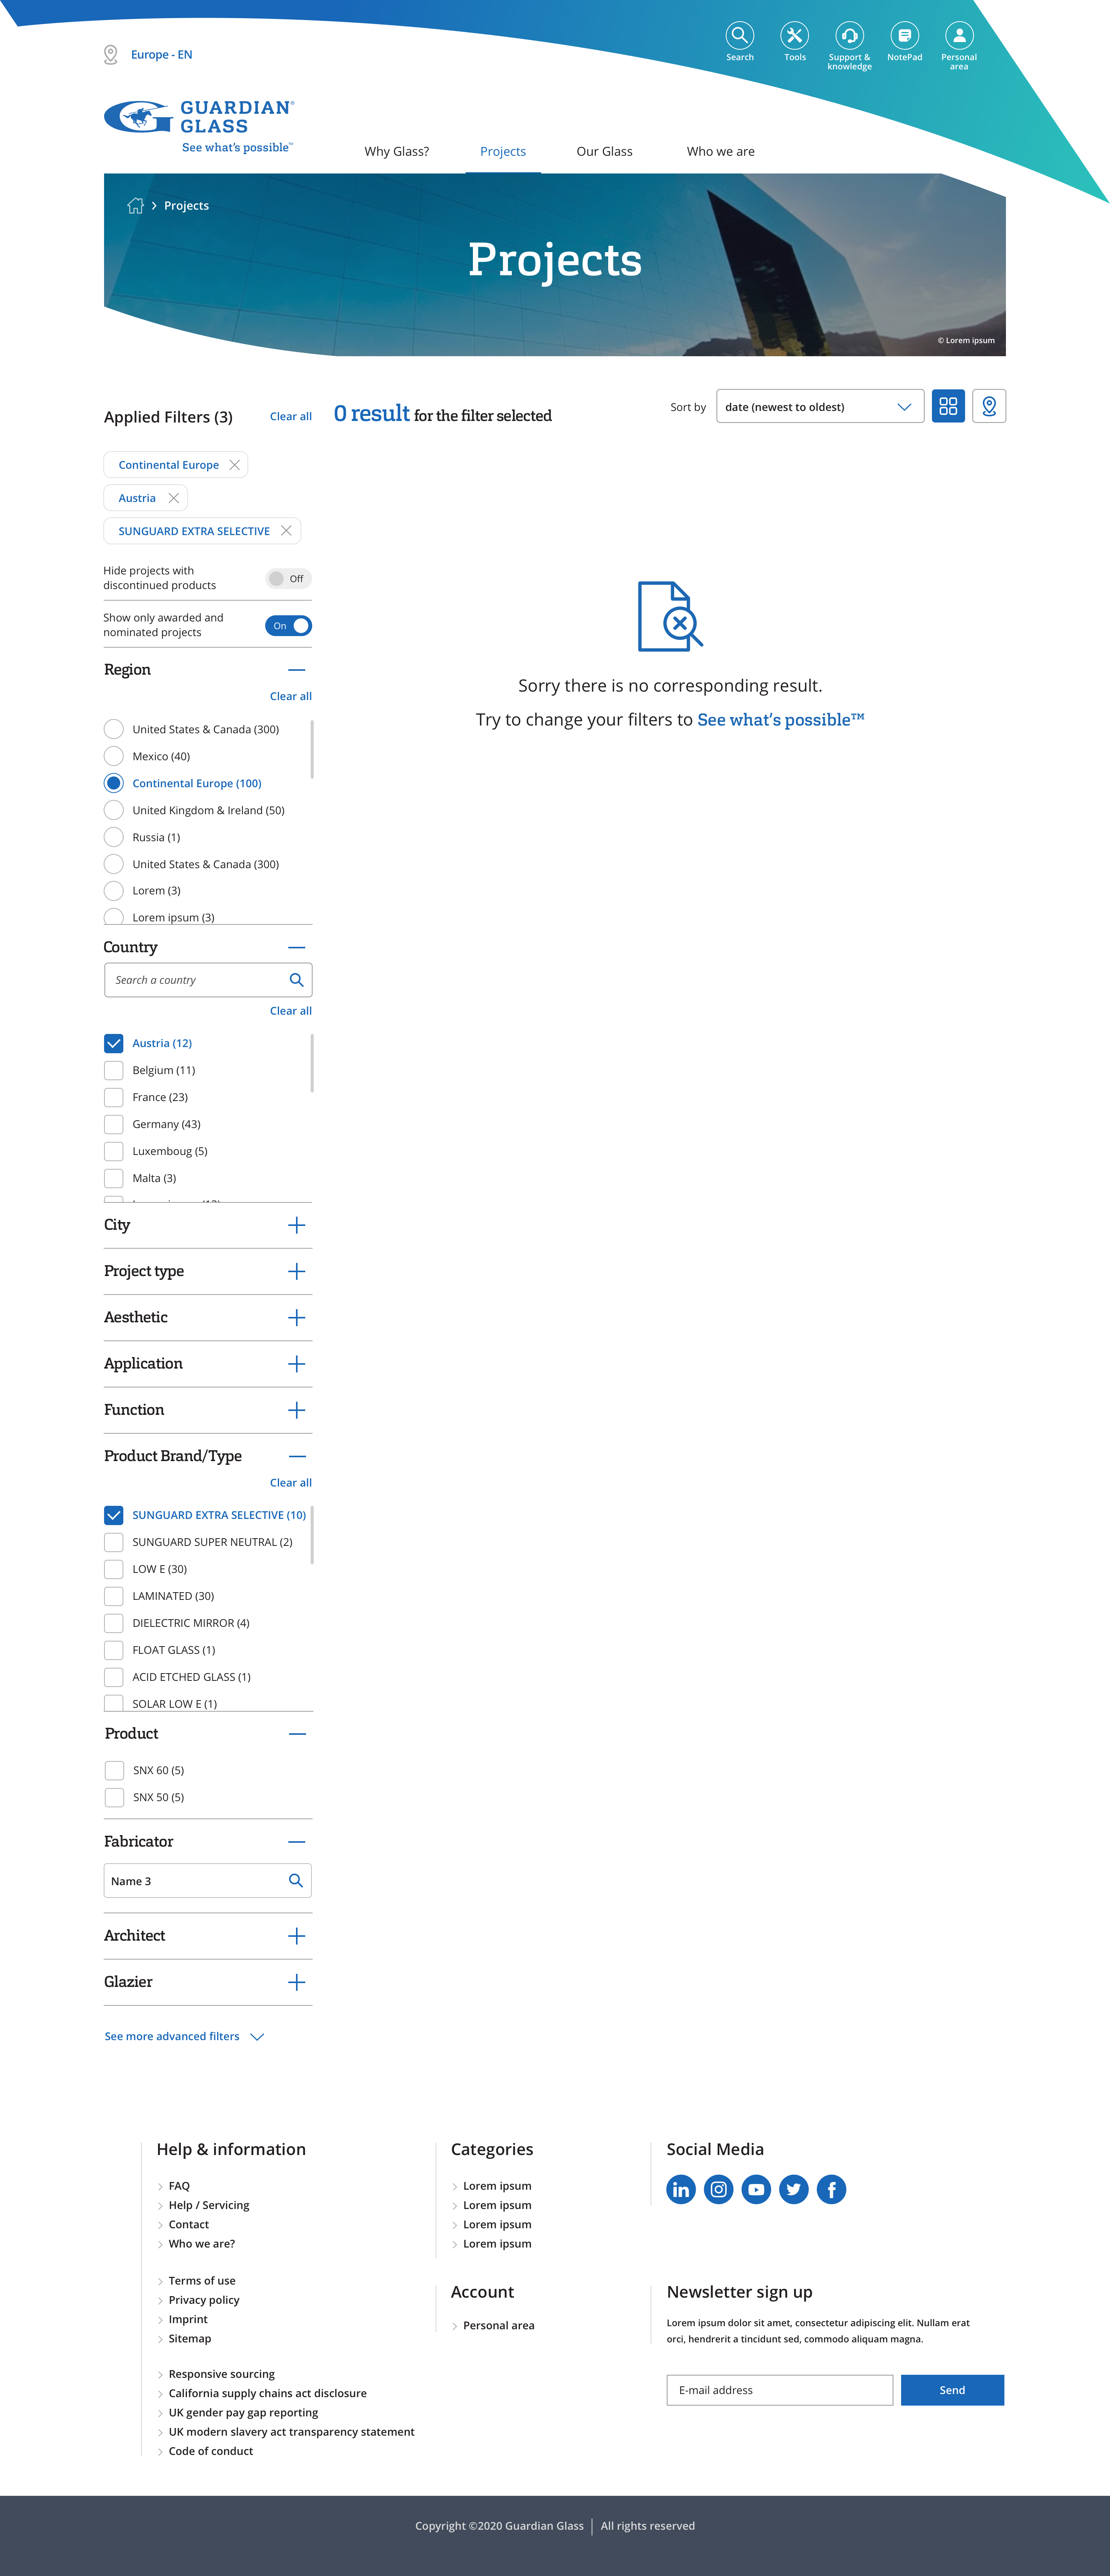 Europe - EN
Search
Tools
Support &
knowledge
NotePad
Personal
area
GUARDIAN®
GLASS
See what's possible™
Why Glass?
Projects
Our Glass
Who we are
Projects
Projects
© Lorem ipsum
Applied Filters (3)
Clear all
0 result for the filter selected
Sort by
date (newest to oldest)
Continental Europe
Austria
SUNGUARD EXTRA SELECTIVE
Hide projects with
discontinued products
Off
Show only awarded and
nominated projects
On
Sorry there is no corresponding result.
Try to change your filters to See what's possible™
Region
Clear all
United States & Canada (300)
Mexico (40)
Continental Europe (100)
United Kingdom & Ireland (50)
Russia (1)
United States & Canada (300)
Lorem (3)
Lorem ipsum (3)
Country
Search a country
Clear all
Austria (12)
Belgium (11)
France (23)
Germany (43)
Luxemboug (5)
Malta (3)
City
Project type
Aesthetic
Application
Function
Product Brand/Type
Clear all
SUNGUARD EXTRA SELECTIVE (10)
SUNGUARD SUPER NEUTRAL (2)
LOW E (30)
LAMINATED (30)
DIELECTRIC MIRROR (4)
FLOAT GLASS (1)
ACID ETCHED GLASS (1)
SOLAR LOW E (1)
Product
SNX 60 (5)
SNX 50 (5)
Fabricator
Name 3
Architect
Glazier
See more advanced filters
Help & information
FAQ
Help / Servicing
Contact
Who we are?
Terms of use
Privacy policy
Imprint
Sitemap
Responsive sourcing
California supply chains act disclosure
UK gender pay gap reporting
UK modern slavery act transparency statement
Code of conduct
Categories
Lorem ipsum
Lorem ipsum
Lorem ipsum
Lorem ipsum
Account
Personal area
Social Media
Newsletter sign up
Lorem ipsum dolor sit amet, consectetur adipiscing elit. Nullam erat
orci, hendrerit a tincidunt sed, commodo aliquam magna.
E-mail address
Send
Copyright ©2020 Guardian Glass
All rights reserved